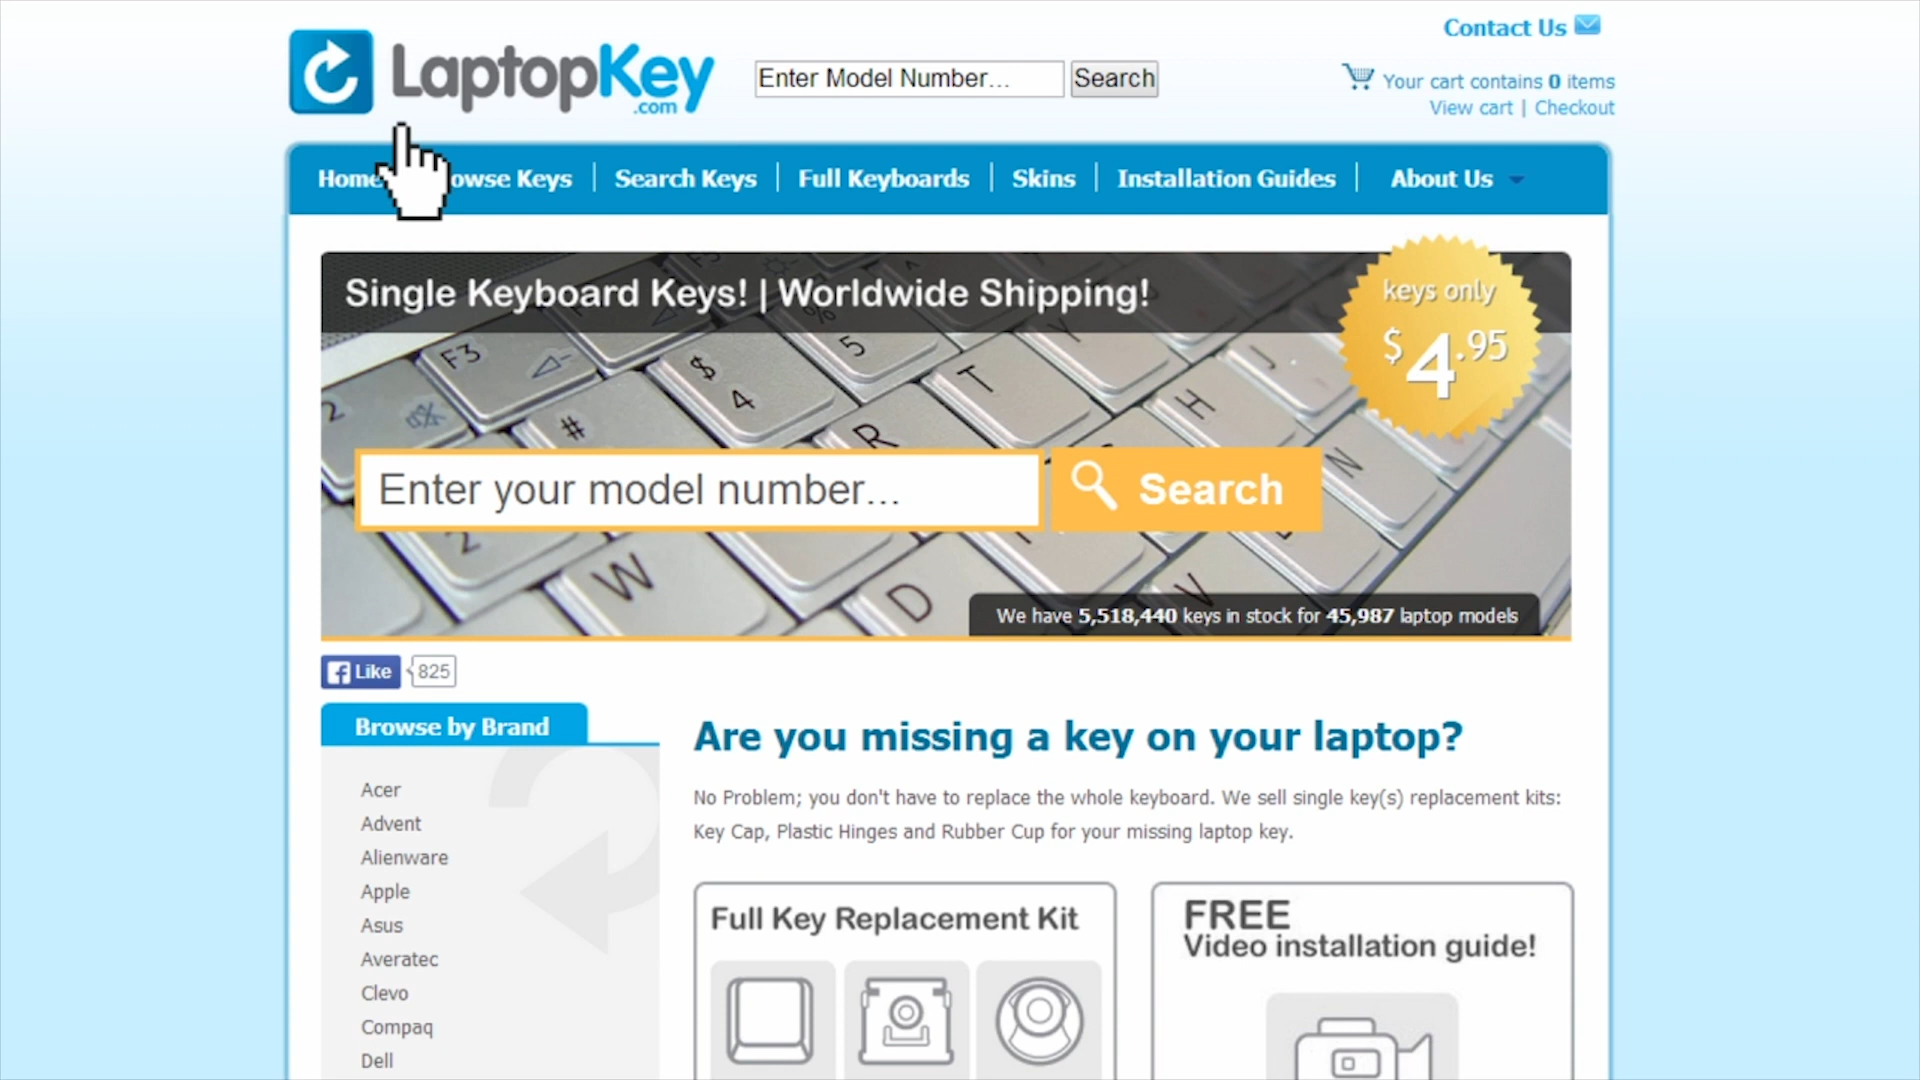 Contact Us
LaptopKey.com
Enter Model Number...
Search
Your cart contains 0 items
View cart | Checkout
Home
owse Keys
Search Keys
Full Keyboards
Skins
Installation Guides
About Us
Single Keyboard Keys! | Worldwide Shipping!
keys only
$4.95
F3
5
$
4
T
H
J
2
#
R
N
Enter your model number...
Search
2
W
D
V
We have 5,518,440 keys in stock for 45,987 laptop models
Like
825
Browse by Brand
Are you missing a key on your laptop?
No Problem; you don't have to replace the whole keyboard. We sell single key(s) replacement kits:
Key Cap, Plastic Hinges and Rubber Cup for your missing laptop key.
Acer
Advent
Alienware
Apple
Asus
Averatec
Clevo
Compaq
Dell
Full Key Replacement Kit
FREE
Video installation guide!